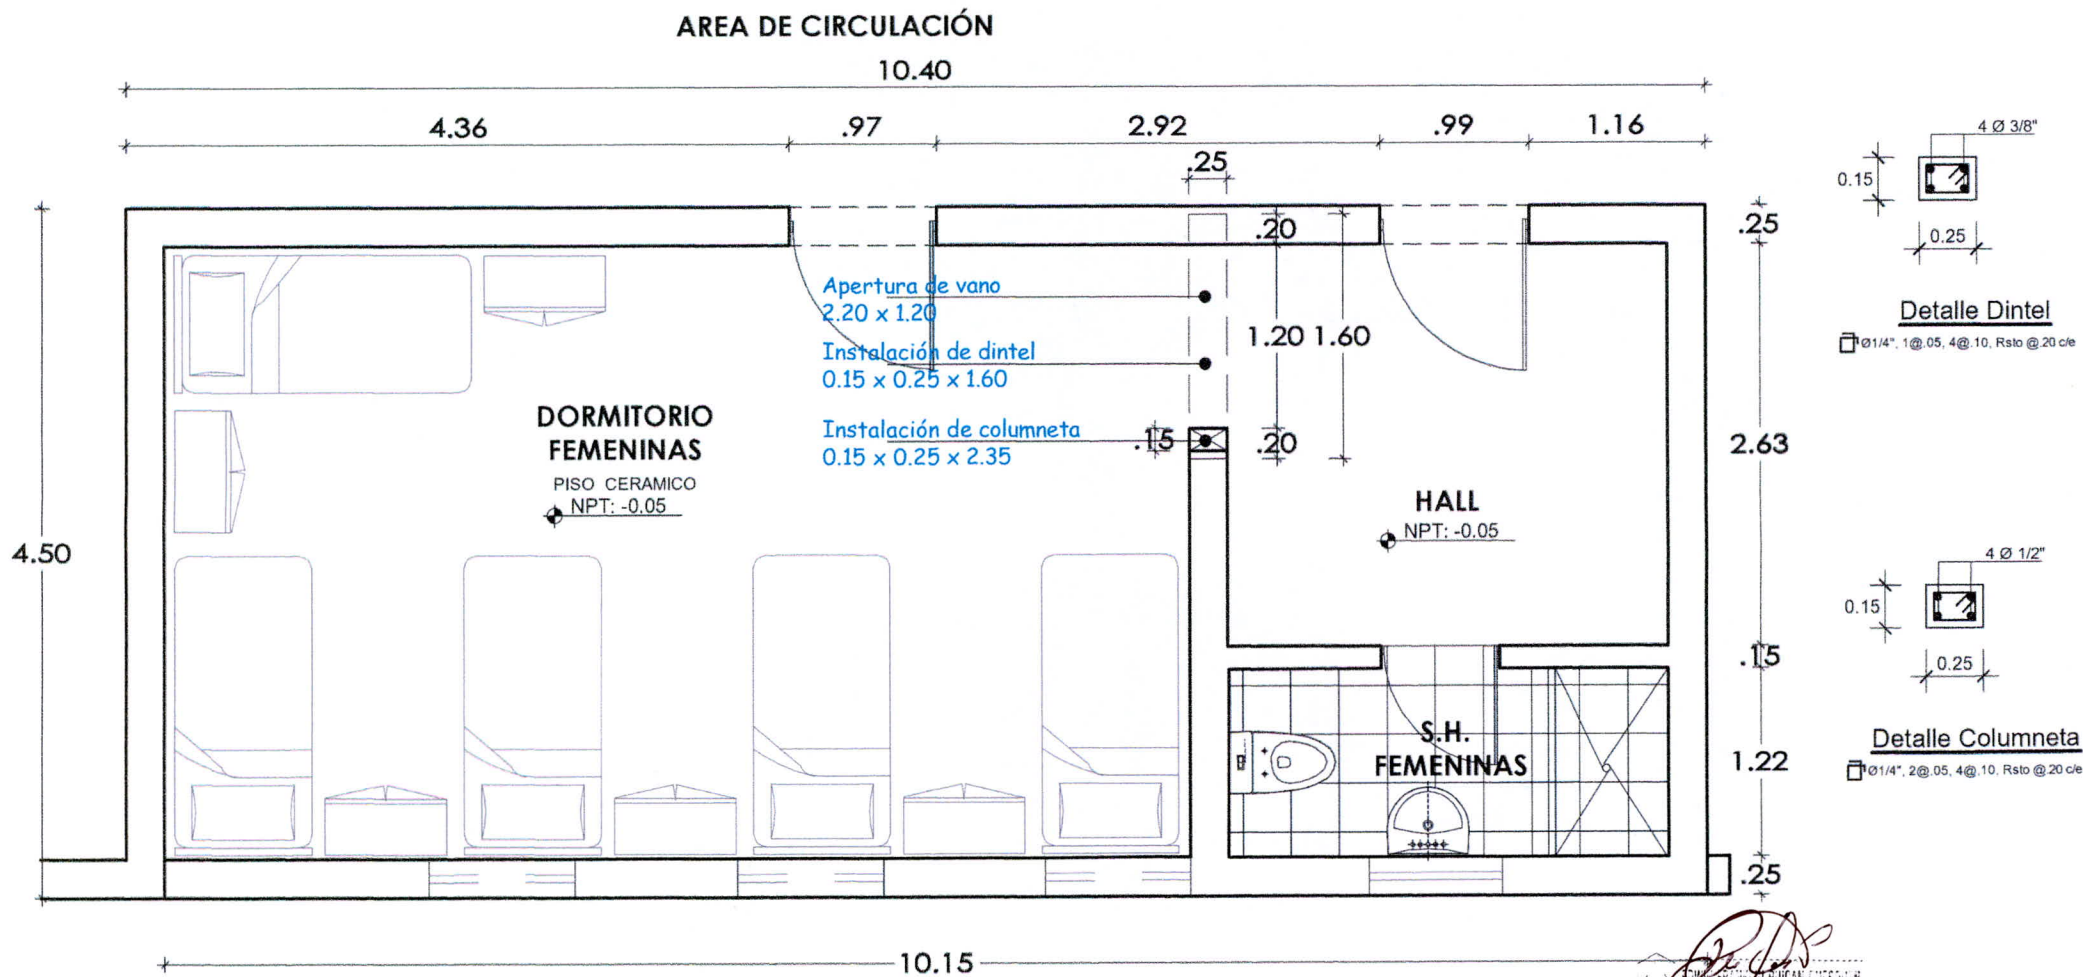 AREA DE CIRCULACIÓN
10.40
4.36
.97
2.92
.99
1.16
.25
4 Ø 3/8"
0.15
0.25
Detalle Dintel
Ø1/4", 1@.05, 4@.10, Rsto @.20 c/e
.20
.25
Apertura de vano
2.20 x 1.20
1.20
1.60
Instalación de dintel
0.15 x 0.25 x 1.60
Instalación de columneta
0.15 x 0.25 x 2.35
.15
.20
2.63
DORMITORIO
FEMENINAS
PISO CERAMICO
NPT: -0.05
HALL
NPT: -0.05
4.50
4 Ø 1/2"
0.15
0.25
Detalle Columneta
Ø1/4", 2@.05, 4@.10, Rsto @.20 c/e
.15
S.H.
FEMENINAS
1.22
.25
10.15